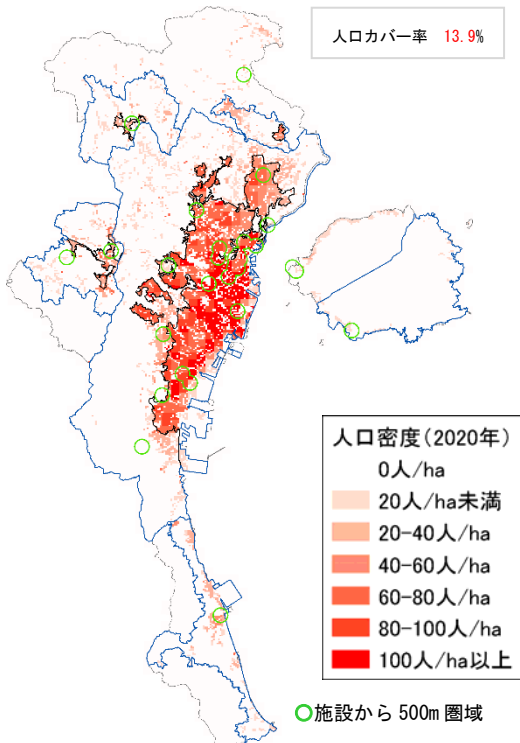 人口カバー率 13.9%
人口密度(2020年)
0人/ha
20人/ha未満
20-40人/ha
40-60人/ha
60-80人/ha
80-100人/ha
100人/ha以上
施設から500m圏域